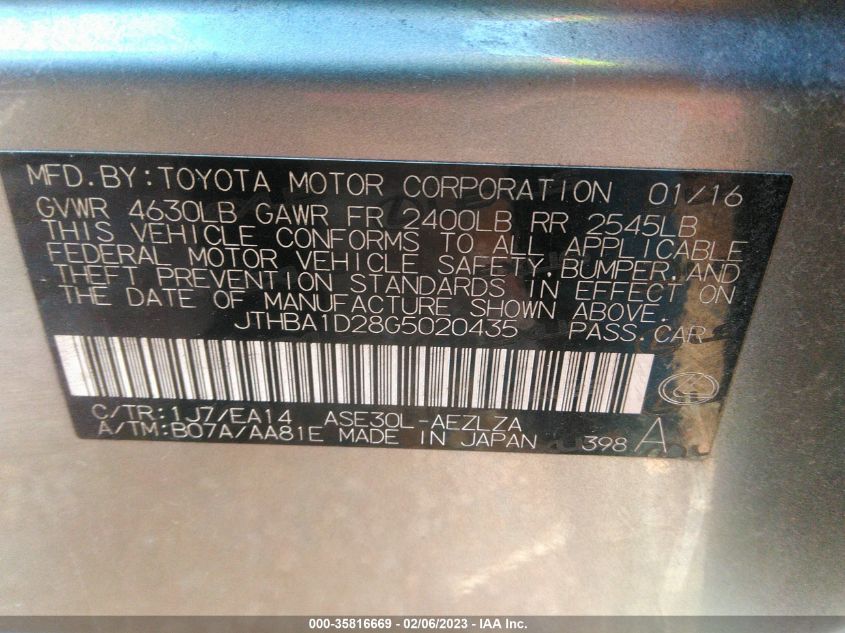 MFD.BY:TOYOTA MOTOR CORPORATION 01/16
GVWR 4630LB GAWR FR 2400LB RR 2545LB
THIS VEHICLE CONFORMS TO ALL APPLICABLE
FEDERAL MOTOR VEHICLE SAFETY,BUMPER,AND
THEFT PREVENTION STANDARDS IN EFFECT ON
THE DATE OF MANUFACTURE SHOWN ABOVE.
JTHBA1D28G5020435 PASS.CAR
C/TR:1J7/EA14 ASE30L-AEZLZA
A/TM:B07A/AA81E MADE IN JAPAN 398 A
000-35816669 - 02/06/2023 - IAA Inc.